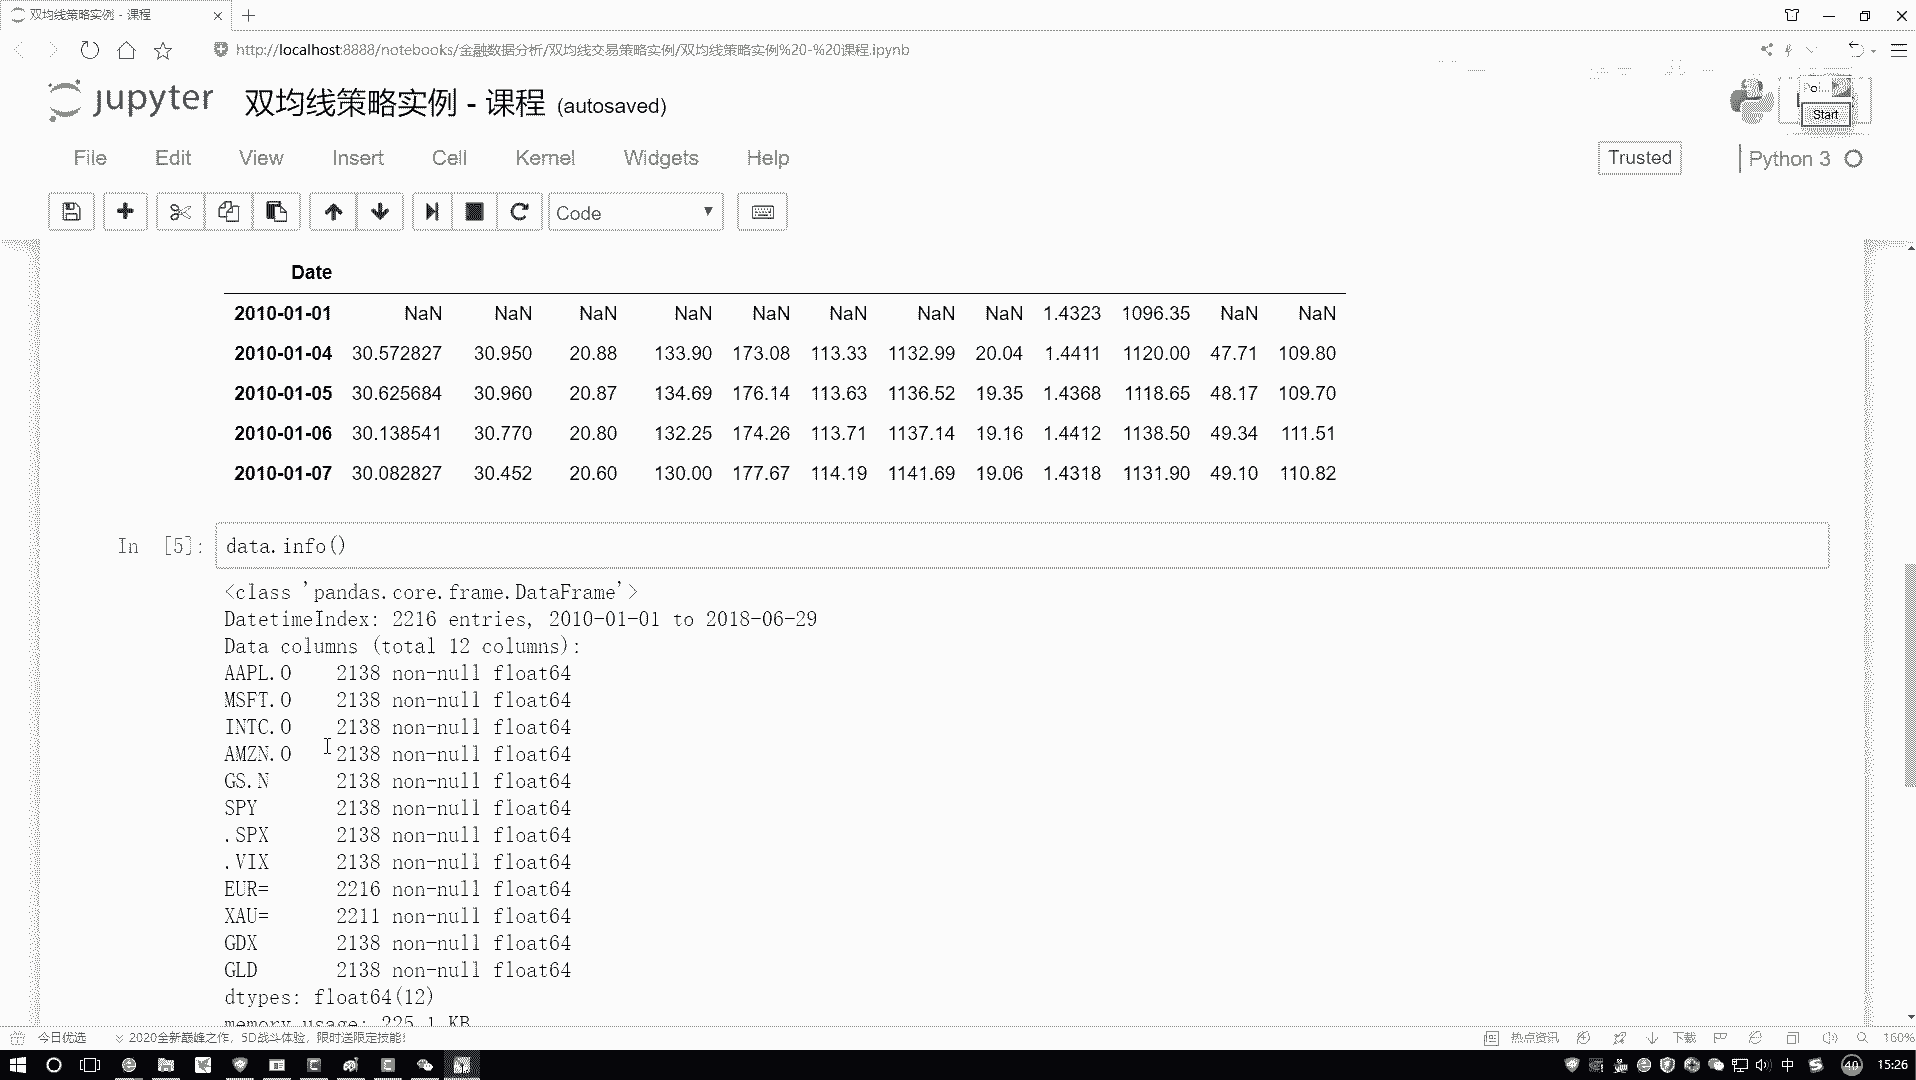 双均线策略实例 - 课程
http://localhost:8888/notebooks/金融数据分析/双均线交易策略实例/双均线策略实例%20-%20课程.ipynb
jupyter 双均线策略实例 - 课程 (autosaved)
Poi...
Start
File Edit View Insert Cell Kernel Widgets Help
Trusted Python 3
Code
Date
2010-01-01 NaN NaN NaN NaN NaN NaN NaN NaN 1.4323 1096.35 NaN NaN
2010-01-04 30.572827 30.950 20.88 133.90 173.08 113.33 1132.99 20.04 1.4411 1120.00 47.71 109.80
2010-01-05 30.625684 30.960 20.87 134.69 176.14 113.63 1136.52 19.35 1.4368 1118.65 48.17 109.70
2010-01-06 30.138541 30.770 20.80 132.25 174.26 113.71 1137.14 19.16 1.4412 1138.50 49.34 111.51
2010-01-07 30.082827 30.452 20.60 130.00 177.67 114.19 1141.69 19.06 1.4318 1131.90 49.10 110.82
In [5]: data.info()
<class 'pandas.core.frame.DataFrame'>
DatetimeIndex: 2216 entries, 2010-01-01 to 2018-06-29
Data columns (total 12 columns):
AAPL.O 2138 non-null float64
MSFT.O 2138 non-null float64
INTC.O 2138 non-null float64
AMZN.O 2138 non-null float64
GS.N 2138 non-null float64
SPY 2138 non-null float64
.SPX 2138 non-null float64
.VIX 2138 non-null float64
EUR= 2216 non-null float64
XAU= 2211 non-null float64
GDX 2138 non-null float64
GLD 2138 non-null float64
dtypes: float64(12)
memory usage: 225.1 KB
今日优选 2020全新巅峰之作，5D战斗体验，限时送限定技能! 热点资讯 下载 160%
中 40 15:26